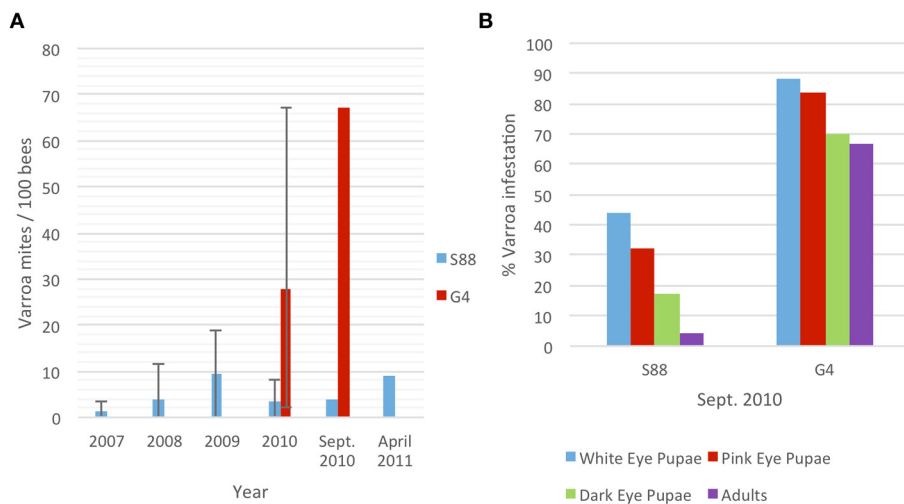 A
80
70
60
50
40
30
20
10
0
Varroa mites / 100 bees
2007 2008 2009 2010 Sept. 2010 April 2011
Year
S88
G4
B
100
90
80
70
60
50
40
30
20
10
0
% Varroa infestation
S88 G4
Sept. 2010
White Eye Pupae Pink Eye Pupae
Dark Eye Pupae Adults